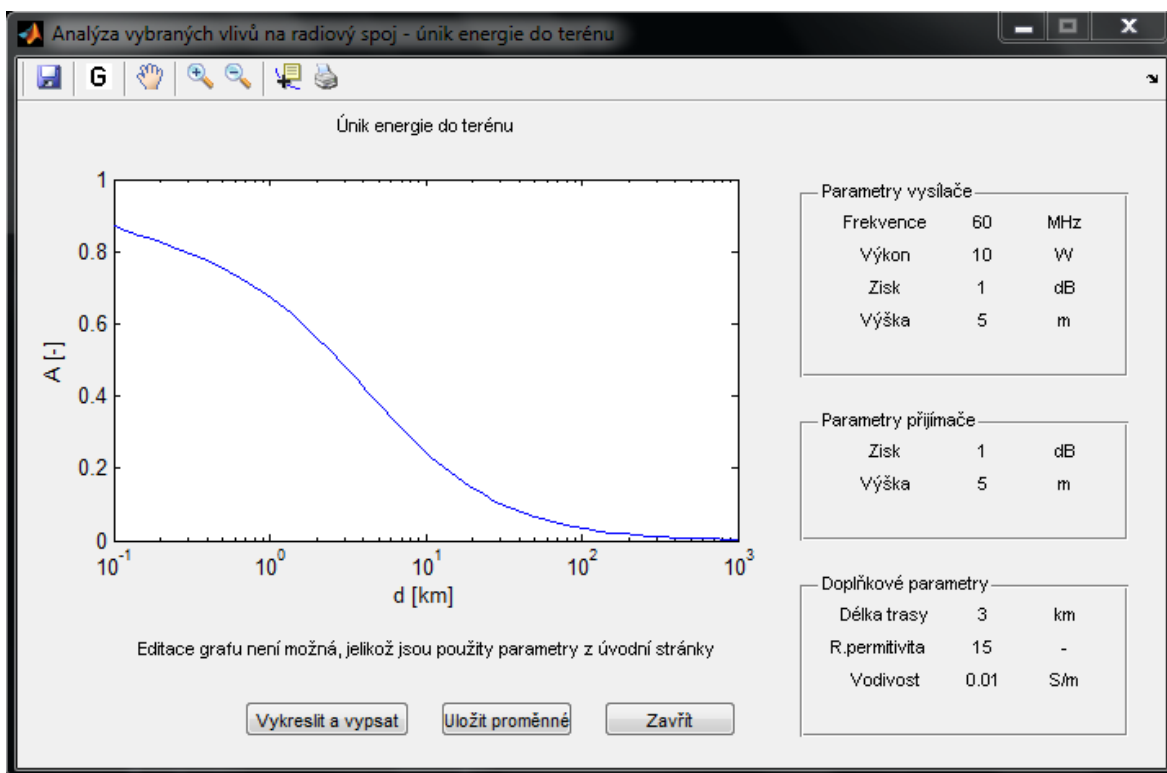 Analýza vybraných vlivů na radiový spoj - únik energie do terénu
G
Únik energie do terénu
1
0.8
0.6
0.4
0.2
0
A [-]
10^-1
10^0
10^1
10^2
10^3
d [km]
Editace grafu není možná, jelikož jsou použity parametry z úvodní stránky
Vykreslit a vypsat
Uložit proměnné
Zavřít
Parametry vysílače
Frekvence 60 MHz
Výkon 10 W
Zisk 1 dB
Výška 5 m
Parametry přijímače
Zisk 1 dB
Výška 5 m
Doplňkové parametry
Délka trasy 3 km
R.permitivita 15 -
Vodivost 0.01 S/m